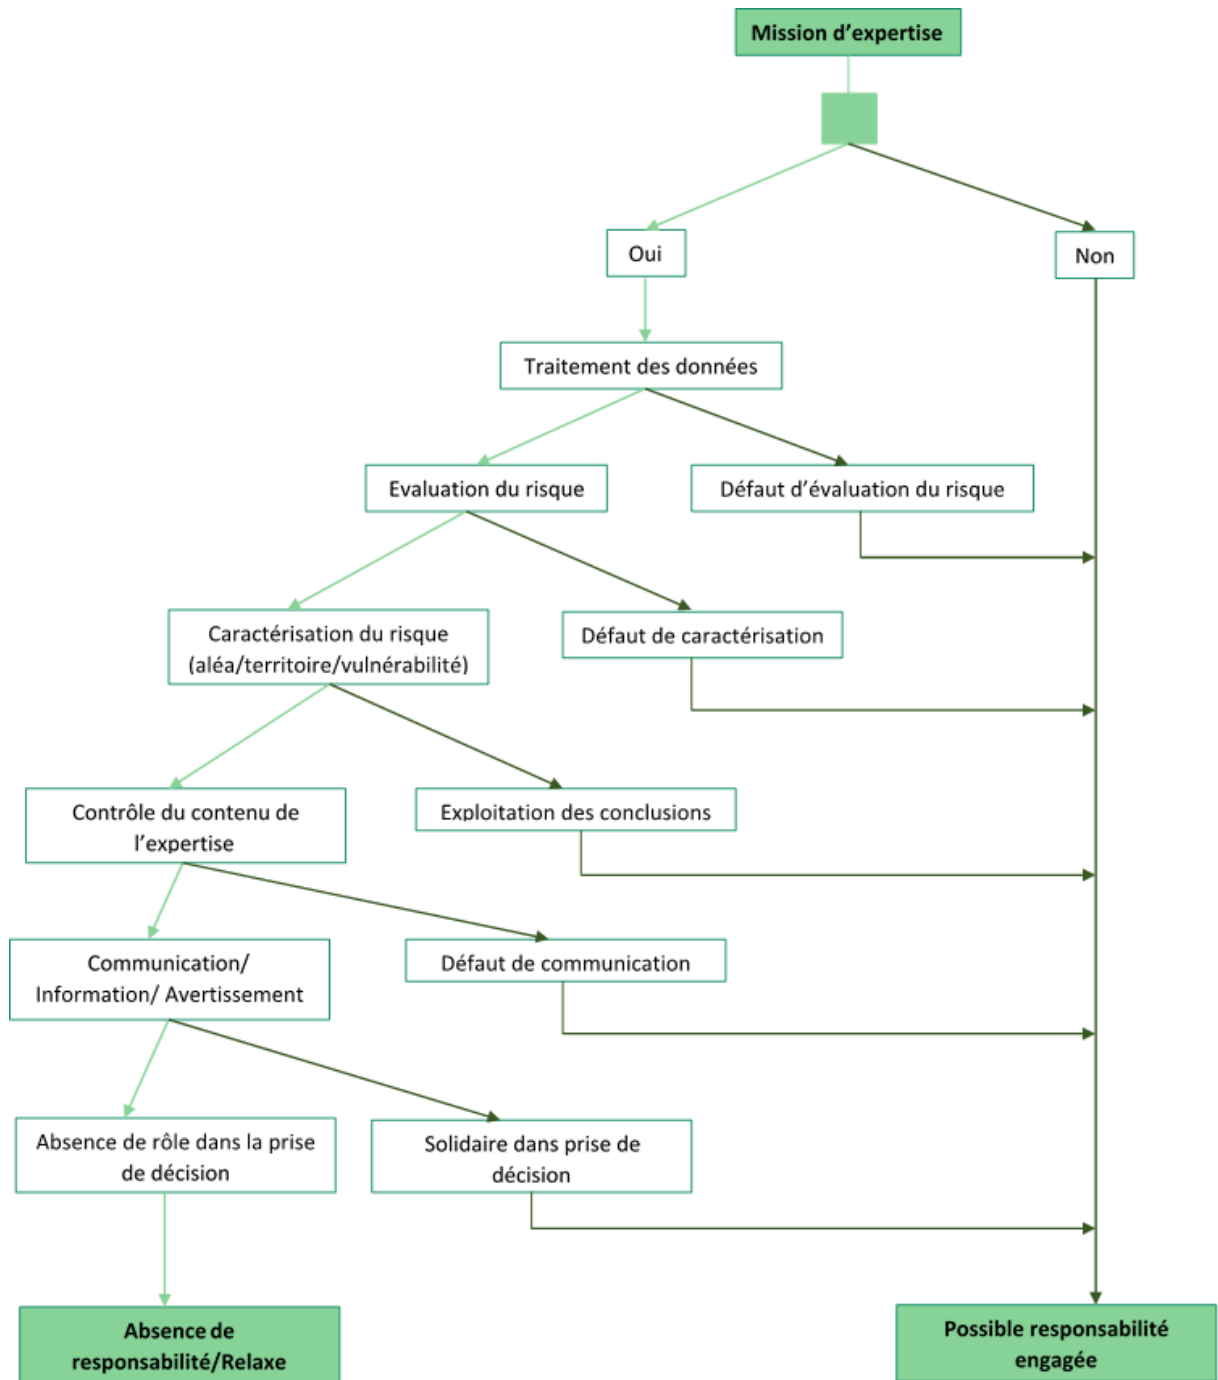 Mission d’expertise
Oui
Non
Traitement des données
Evaluation du risque
Défaut d’évaluation du risque
Caractérisation du risque
(aléa/territoire/vulnérabilité)
Défaut de caractérisation
Contrôle du contenu de
l’expertise
Exploitation des conclusions
Communication/
Information/ Avertissement
Défaut de communication
Absence de rôle dans la prise
de décision
Solidaire dans prise de
décision
Absence de
responsabilité/Relaxe
Possible responsabilité
engagée